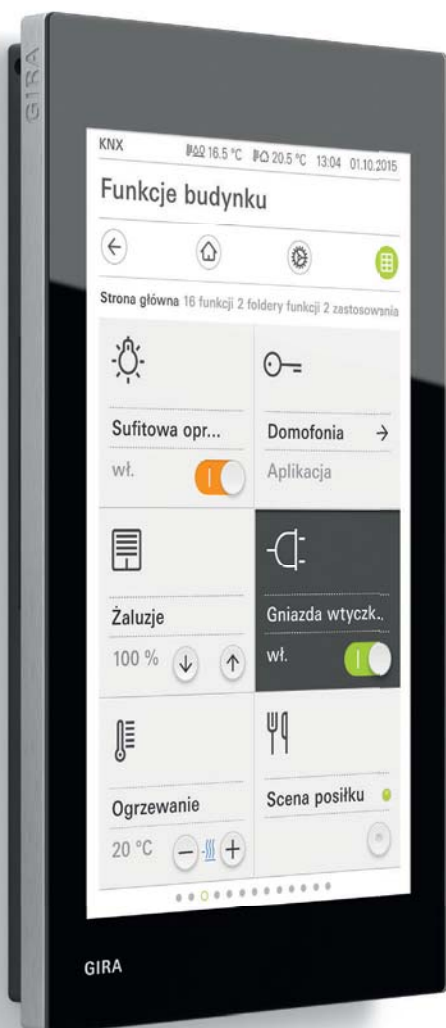 GIRA
KNX 16.5 °C 20.5 °C 13:04 01.10.2015
Funkcje budynku
Strona główna 16 funkcji 2 foldery funkcji 2 zastosowania
Sufitowa opr...
wł.
Domofonia →
Aplikacja
Żaluzje
100 %
Gniazda wtyczk..
wł.
Ogrzewanie
20 °C
Scena posiłku
GIRA